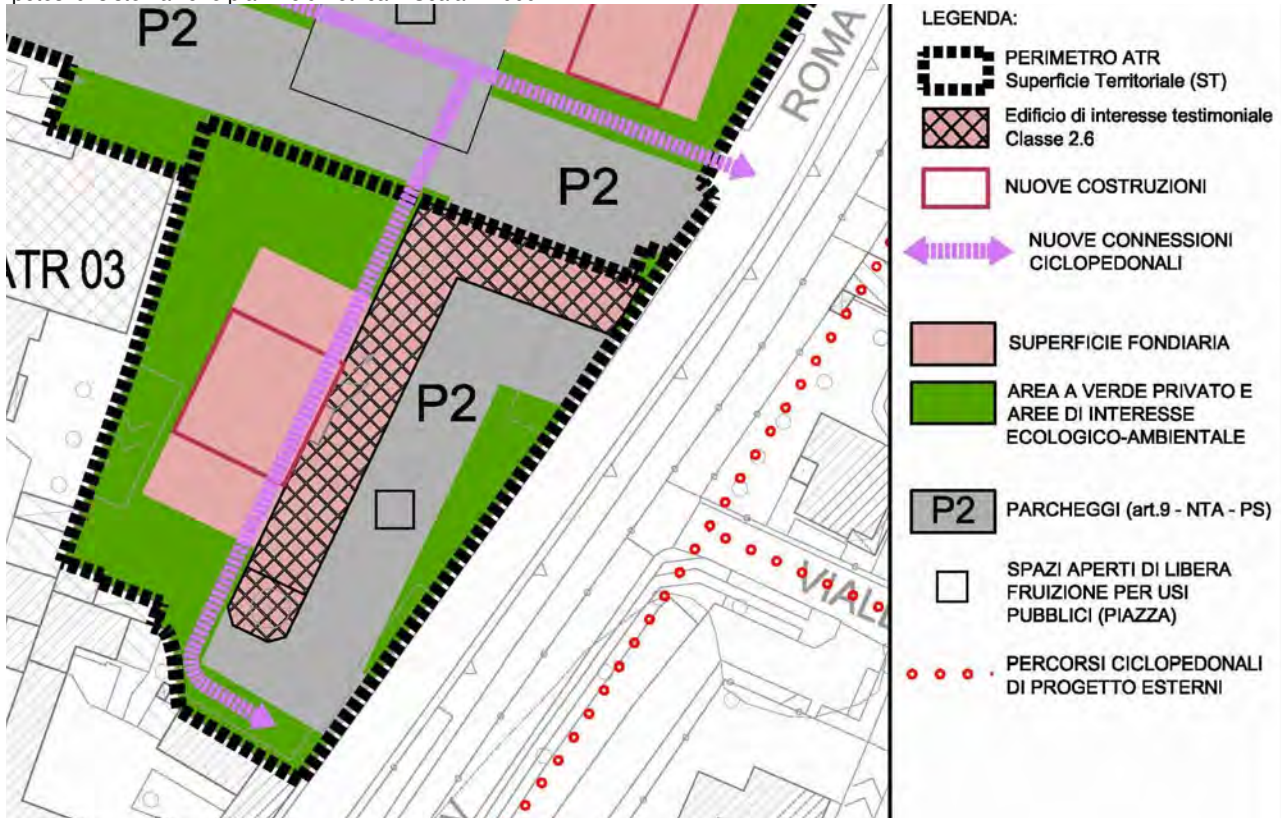 P2
ROMA
P2
ATR 03
P2
VIALE
LEGENDA:
PERIMETRO ATR
Superficie Territoriale (ST)
Edificio di interesse testimoniale
Classe 2.6
NUOVE COSTRUZIONI
NUOVE CONNESSIONI
CICLOPEDONALI
SUPERFICIE FONDIARIA
AREA A VERDE PRIVATO E
AREE DI INTERESSE
ECOLOGICO-AMBIENTALE
P2 PARCHEGGI (art.9 - NTA - PS)
SPAZI APERTI DI LIBERA
FRUIZIONE PER USI
PUBBLICI (PIAZZA)
PERCORSI CICLOPEDONALI
DI PROGETTO ESTERNI